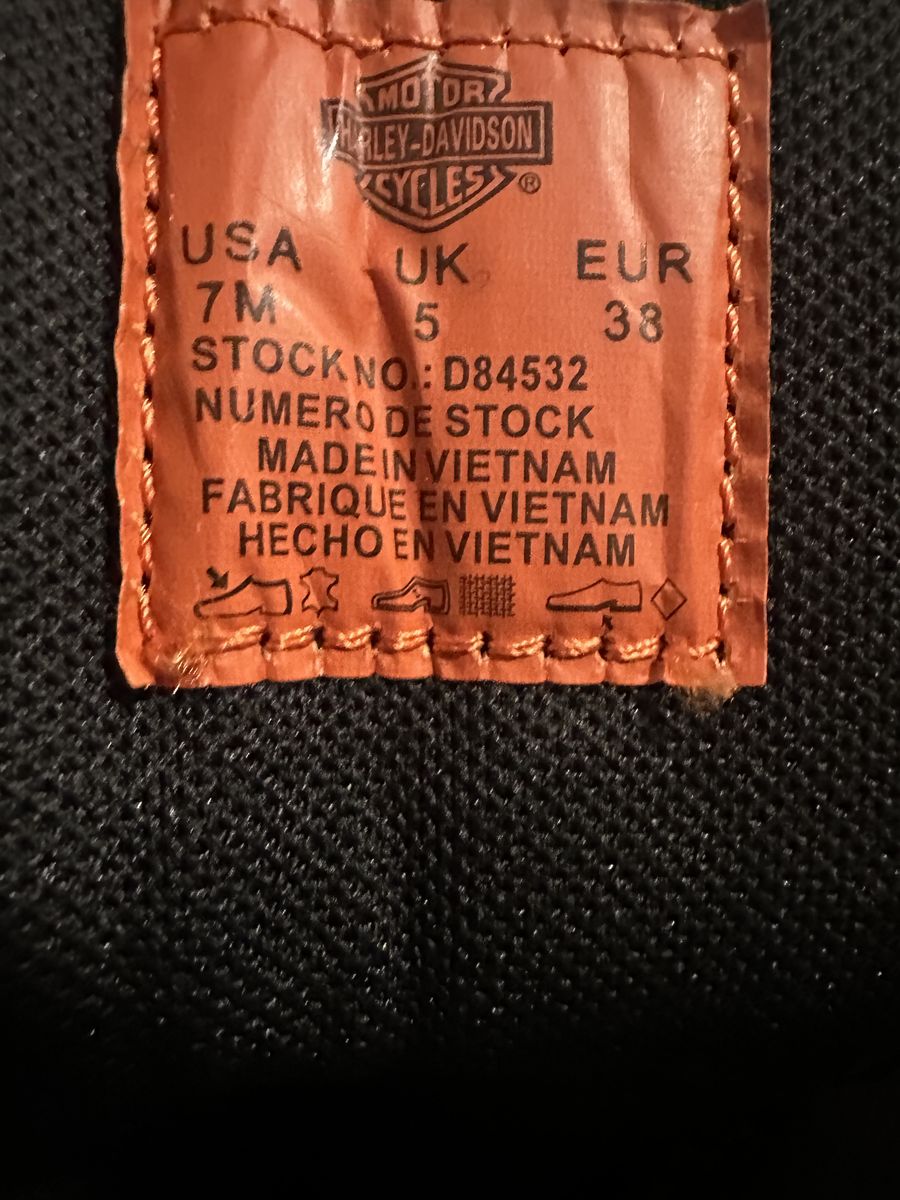 MOTOR
HARLEY-DAVIDSON
CYCLES®
USA UK EUR
7M 5 38
STOCK NO.: D84532
NUMERO DE STOCK
MADE IN VIETNAM
FABRIQUE EN VIETNAM
HECHO EN VIETNAM